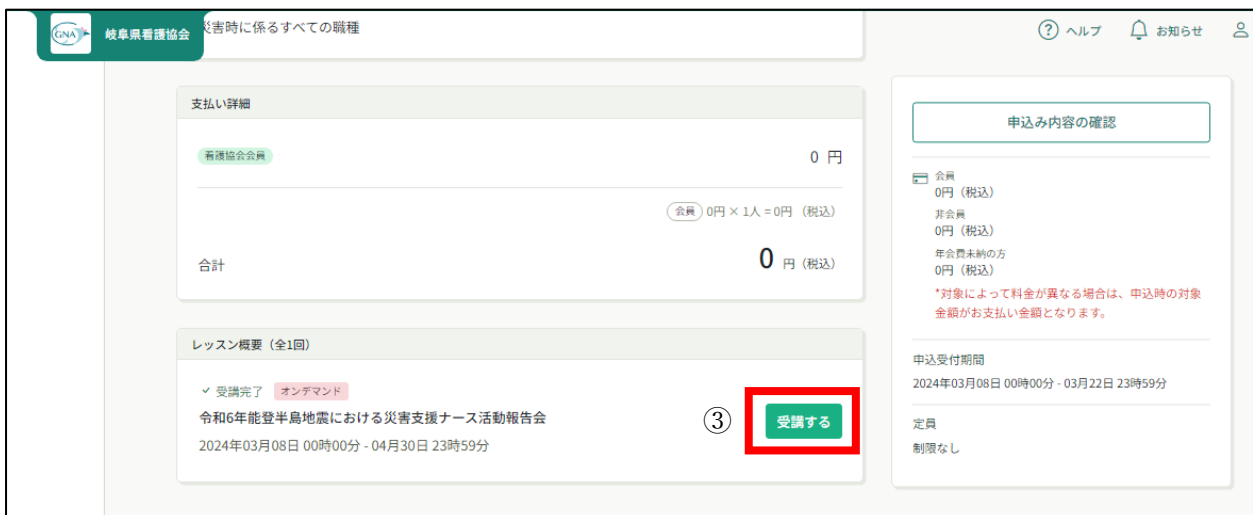 GNA
岐阜県看護協会
災害時に係るすべての職種
ヘルプ
お知らせ
支払い詳細
看護協会会員
0 円
会員 0円 × 1人 = 0円 (税込)
合計
0 円 (税込)
レッスン概要(全1回)
✓ 受講完了 オンデマンド
令和6年能登半島地震における災害支援ナース活動報告会
2024年03月08日 00時00分 - 04月30日 23時59分
③
受講する
申込み内容の確認
会員
0円(税込)
非会員
0円(税込)
年会費未納の方
0円(税込)
*対象によって料金が異なる場合は、申込時の対象
金額がお支払い金額となります。
申込受付期間
2024年03月08日 00時00分 - 03月22日 23時59分
定員
制限なし